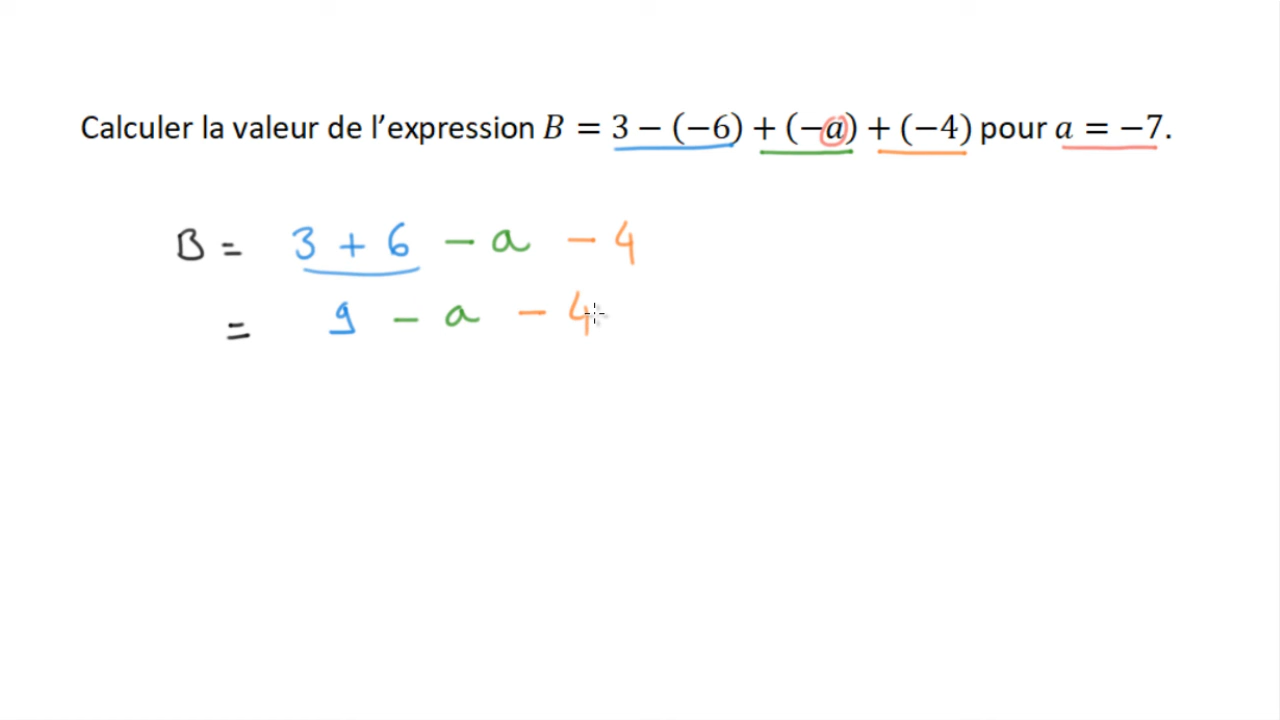 Calculer la valeur de l’expression B = 3 − (−6) + (−a) + (−4) pour a = −7.
B = 3 + 6 − a − 4
= 9 − a − 4